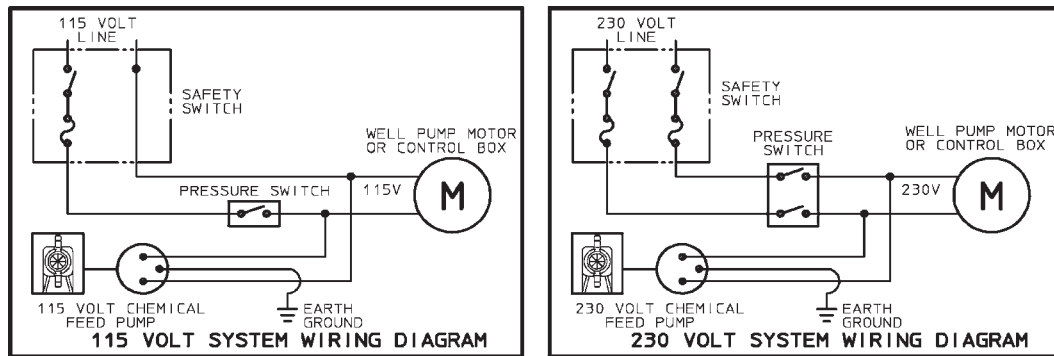 115 VOLT
LINE
SAFETY
SWITCH
WELL PUMP MOTOR
OR CONTROL BOX
PRESSURE SWITCH
115V
M
115 VOLT CHEMICAL
FEED PUMP
EARTH
GROUND
115 VOLT SYSTEM WIRING DIAGRAM
230 VOLT
LINE
SAFETY
SWITCH
PRESSURE
SWITCH
WELL PUMP MOTOR
OR CONTROL BOX
230V
M
230 VOLT CHEMICAL
FEED PUMP
EARTH
GROUND
230 VOLT SYSTEM WIRING DIAGRAM